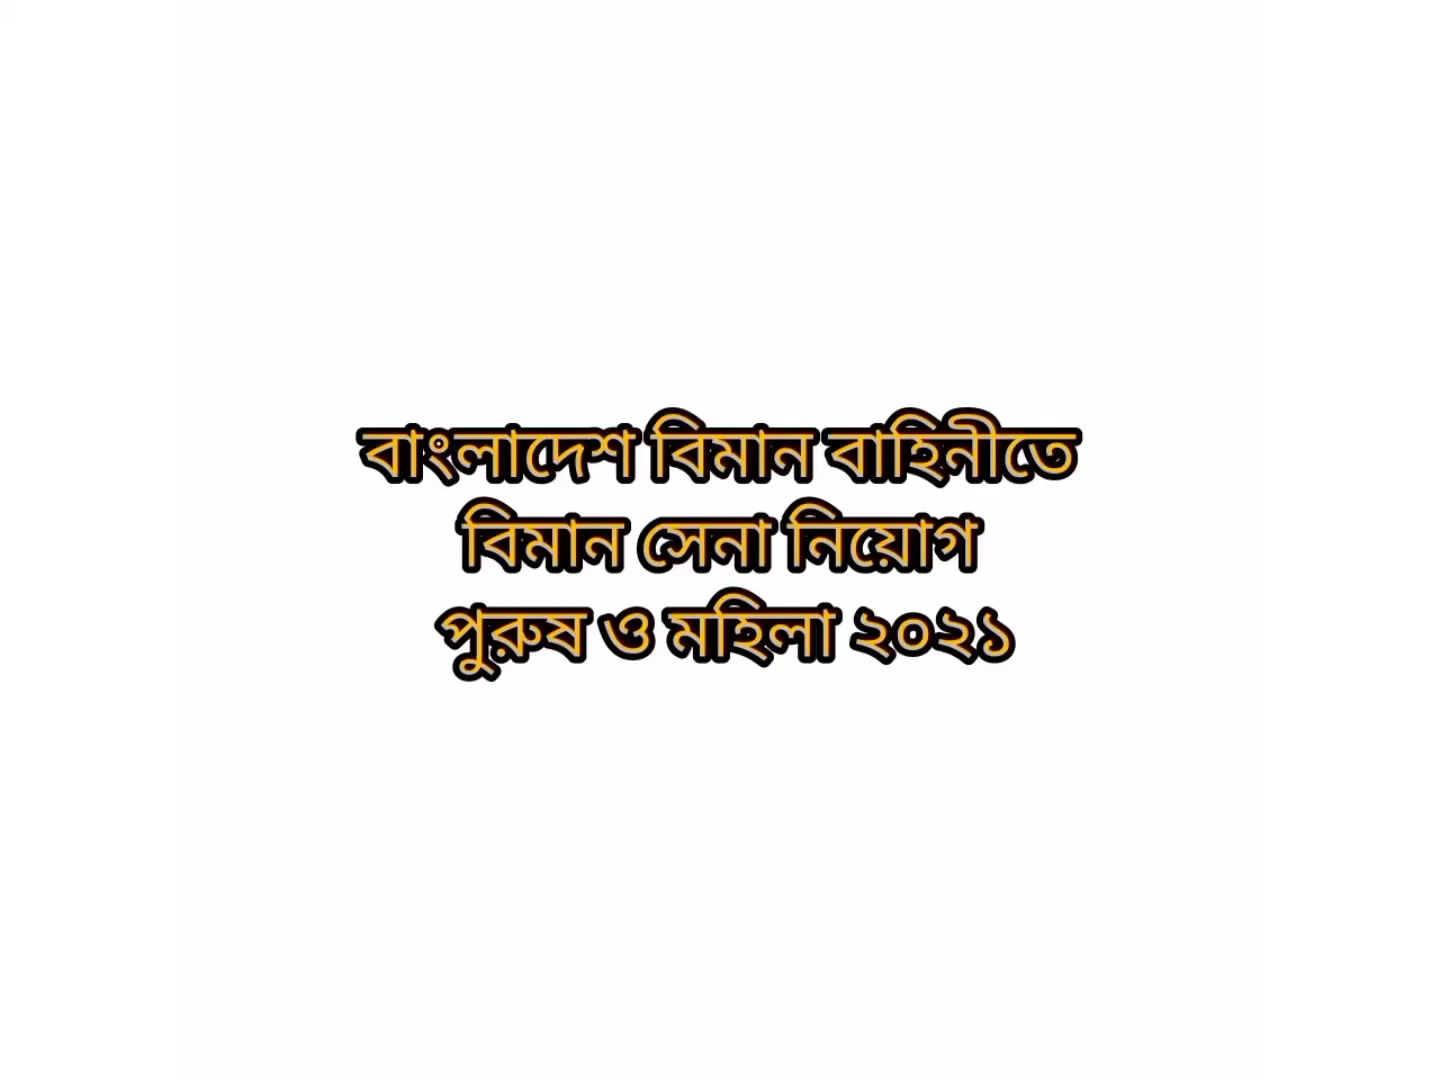 বাংলাদেশ বিমান বাহিনীতে
বিমান সেনা নিয়োগ
পুরুষ ও মহিলা ২০২১